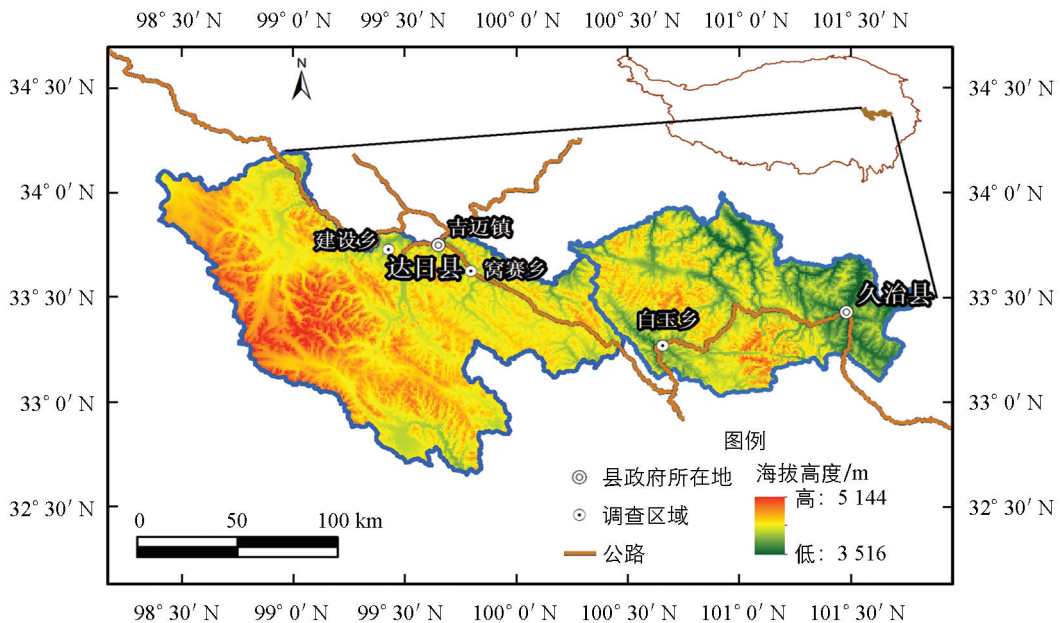 98° 30′ N 99° 0′ N 99° 30′ N 100° 0′ N 100° 30′ N 101° 0′ N 101° 30′ N
34° 30′ N 34° 30′ N
N
34° 0′ N 34° 0′ N
吉迈镇
建设乡
达日县 窝赛乡
33° 30′ N 久治县 33° 30′ N
白玉乡
33° 0′ N 33° 0′ N
图例
县政府所在地 海拔高度/m
高：5 144
32° 30′ N 调查区域 32° 30′ N
0 50 100 km
公路 低：3 516
98° 30′ N 99° 0′ N 99° 30′ N 100° 0′ N 100° 30′ N 101° 0′ N 101° 30′ N